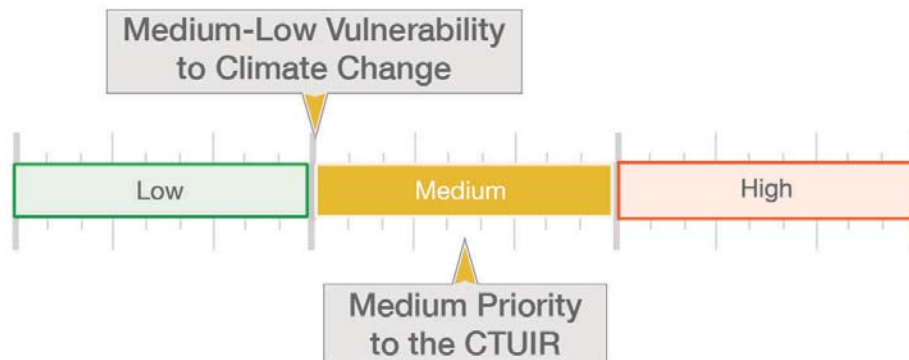 Medium-Low Vulnerability
to Climate Change
Low
Medium
High
Medium Priority
to the CTUIR